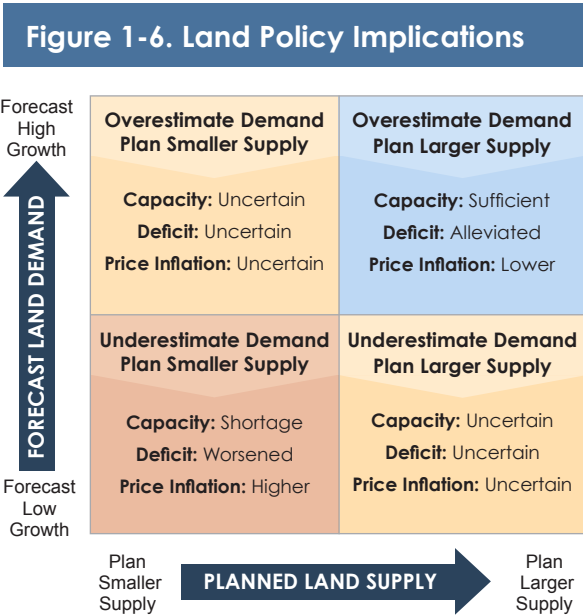 Figure 1-6. Land Policy Implications
Forecast
High
Growth
FORECAST LAND DEMAND
Forecast
Low
Growth
Overestimate Demand
Plan Smaller Supply
Capacity: Uncertain
Deficit: Uncertain
Price Inflation: Uncertain
Overestimate Demand
Plan Larger Supply
Capacity: Sufficient
Deficit: Alleviated
Price Inflation: Lower
Underestimate Demand
Plan Smaller Supply
Capacity: Shortage
Deficit: Worsened
Price Inflation: Higher
Underestimate Demand
Plan Larger Supply
Capacity: Uncertain
Deficit: Uncertain
Price Inflation: Uncertain
Plan
Smaller
Supply
PLANNED LAND SUPPLY
Plan
Larger
Supply